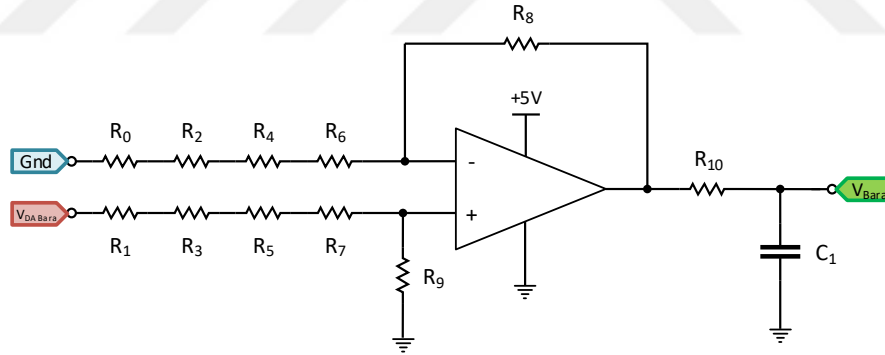 R8
+5V
R0
R2
R4
R6
Gnd
-
R10
VDA Bara
+
VBara
R1
R3
R5
R7
R9
C1